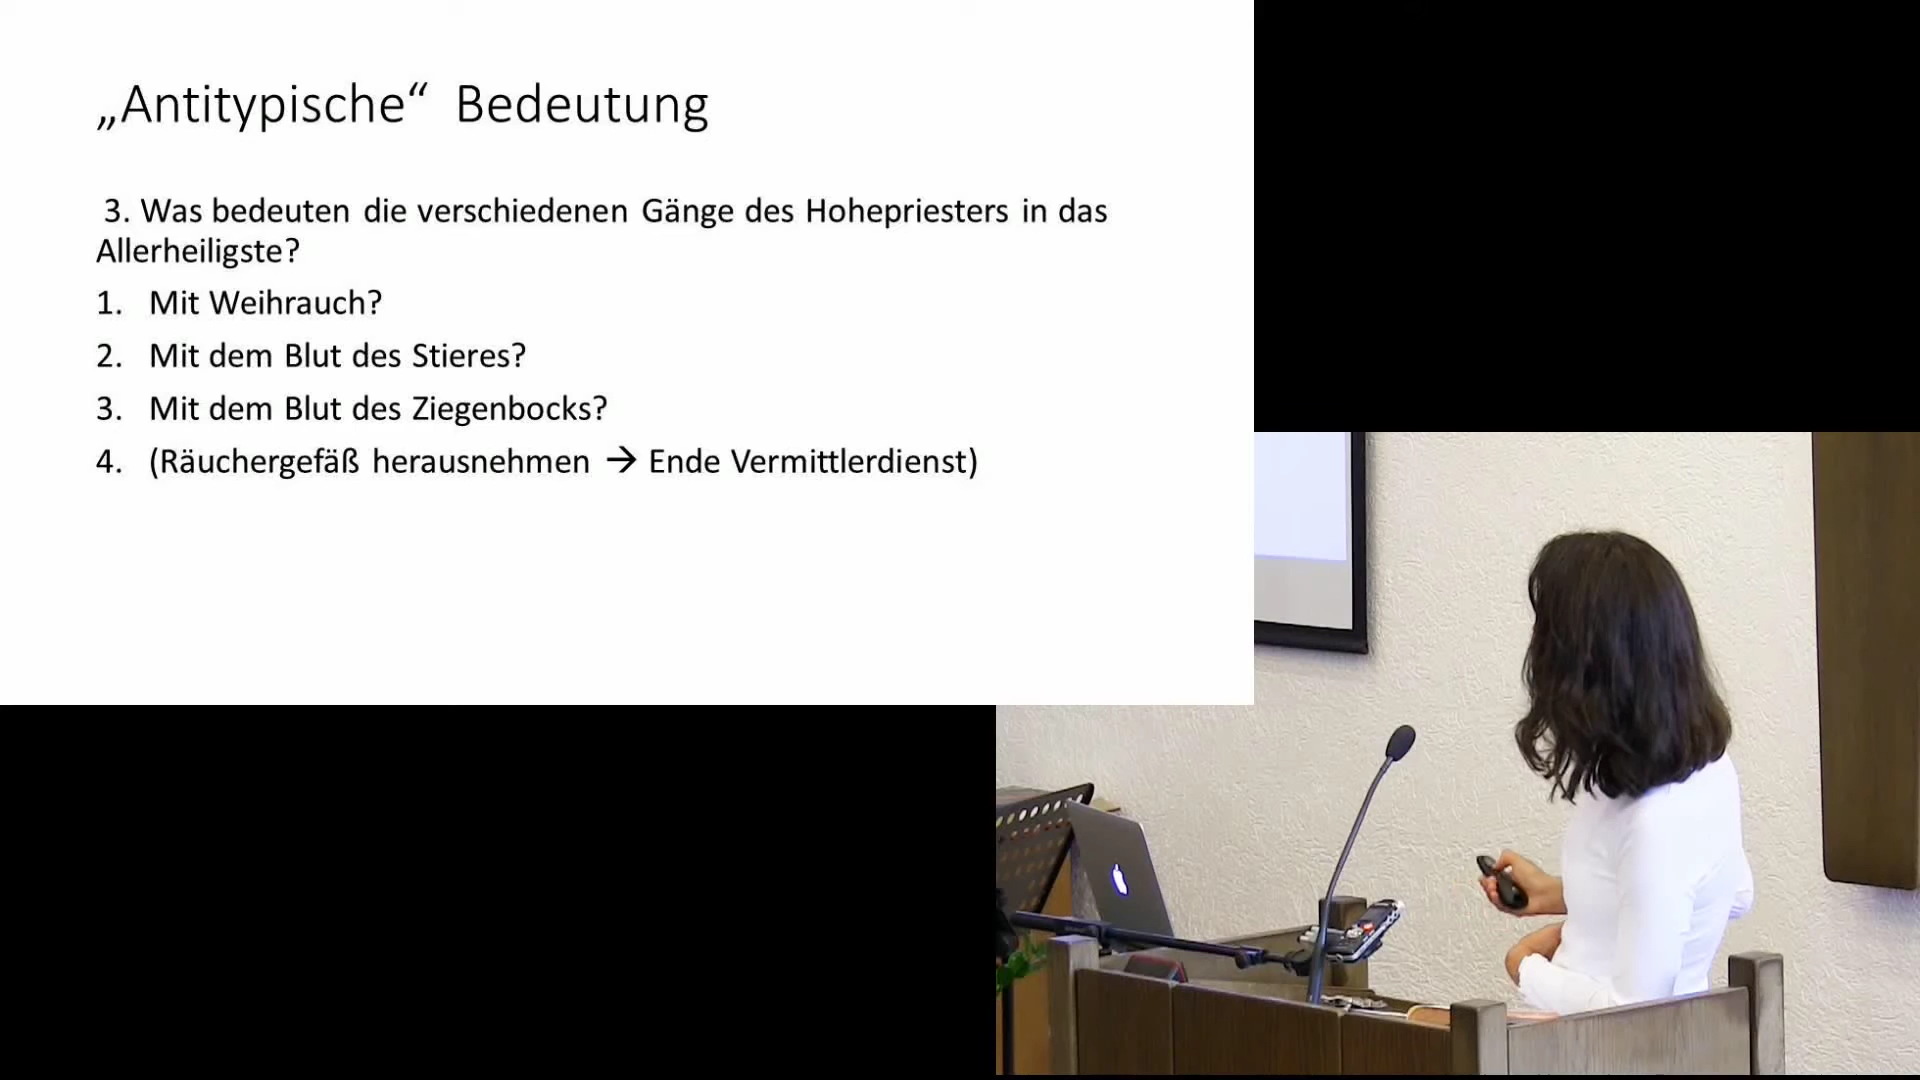 „Antitypische“ Bedeutung
3. Was bedeuten die verschiedenen Gänge des Hohepriesters in das
Allerheiligste?
1. Mit Weihrauch?
2. Mit dem Blut des Stieres?
3. Mit dem Blut des Ziegenbocks?
4. (Räuchergefäß herausnehmen → Ende Vermittlerdienst)